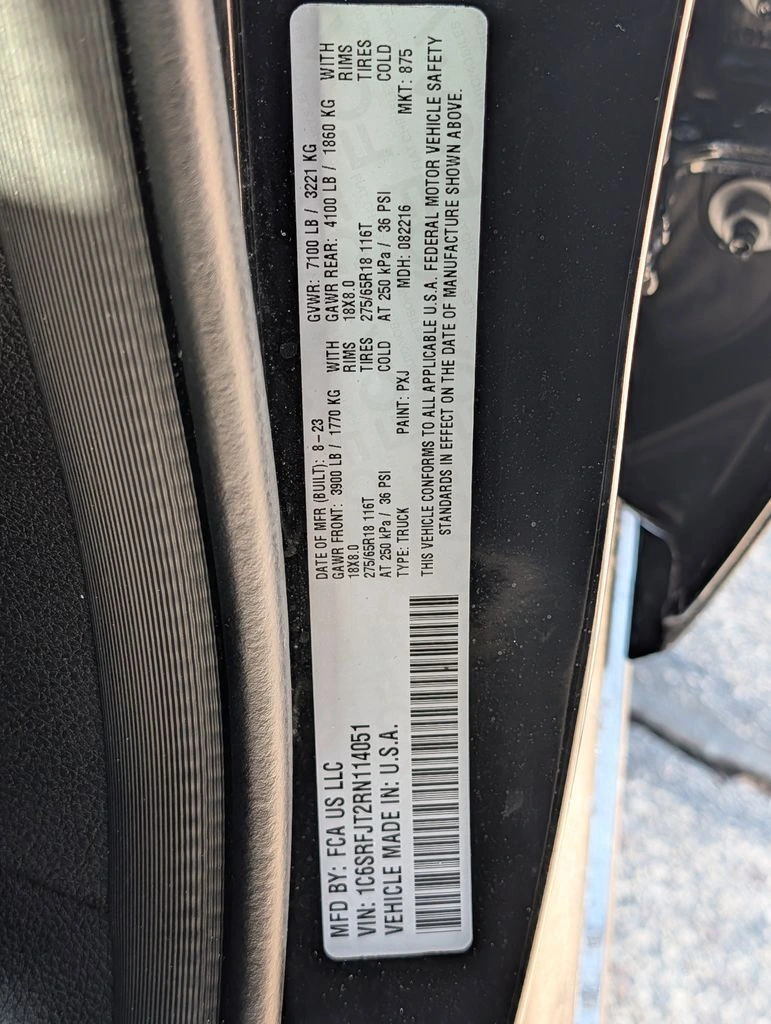 MFD BY: FCA US LLC
VIN: 1C6SRFJT2RN114051
VEHICLE MADE IN: U.S.A.
DATE OF MFR (BUILT): 8-23 GVWR: 7100 LB / 3221 KG
GAWR FRONT: 3900 LB / 1770 KG WITH GAWR REAR: 4100 LB / 1860 KG WITH
18X8.0 RIMS 18X8.0 RIMS
275/65R18 116T TIRES 275/65R18 116T TIRES
AT 250 kPa / 36 PSI COLD AT 250 kPa / 36 PSI COLD
TYPE: TRUCK PAINT: PXJ MDH: 082216 MKT: 875
THIS VEHICLE CONFORMS TO ALL APPLICABLE U.S.A. FEDERAL MOTOR VEHICLE SAFETY
STANDARDS IN EFFECT ON THE DATE OF MANUFACTURE SHOWN ABOVE.